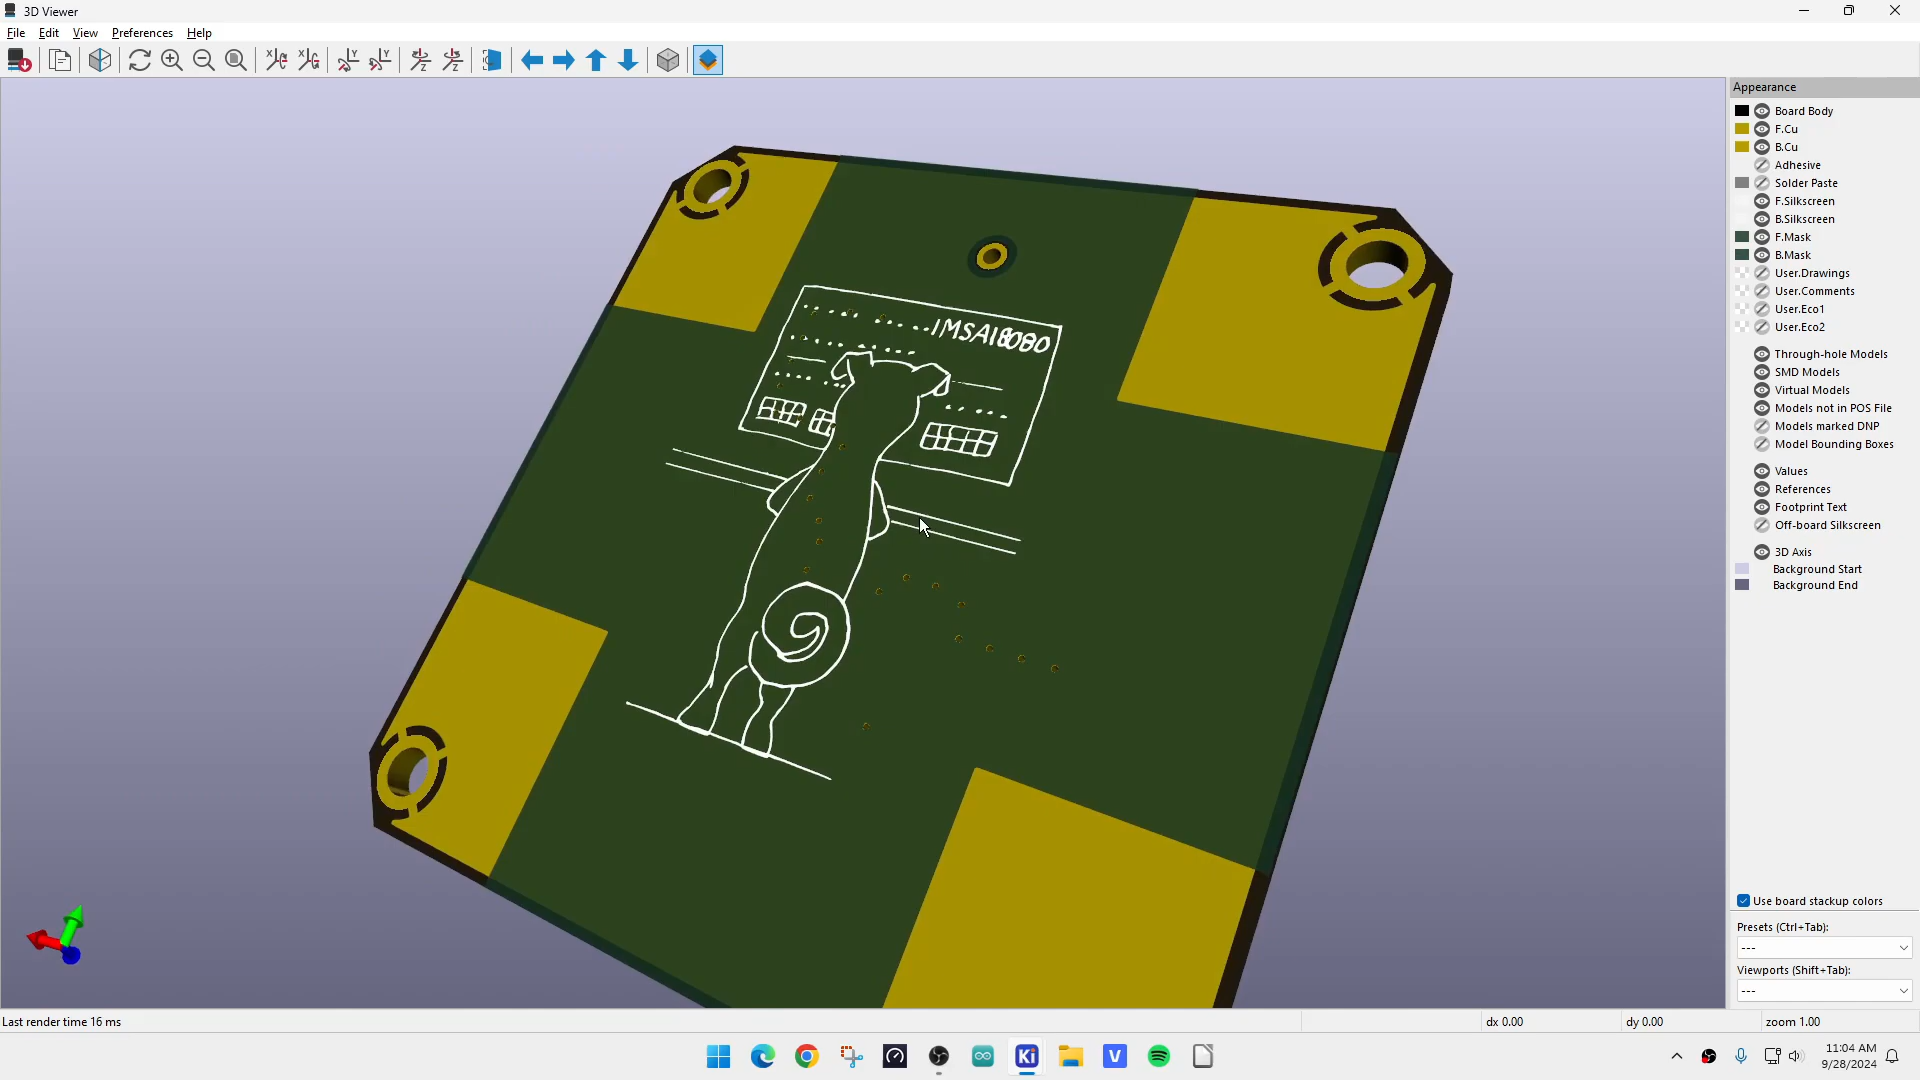 3D Viewer
File Edit View Preferences Help
Appearance
Board Body
F.Cu
B.Cu
Adhesive
Solder Paste
F.Silkscreen
B.Silkscreen
F.Mask
B.Mask
User.Drawings
User.Comments
User.Eco1
User.Eco2
Through-hole Models
SMD Models
Virtual Models
Models not in POS File
Models marked DNP
Model Bounding Boxes
Values
References
Footprint Text
Off-board Silkscreen
3D Axis
Background Start
Background End
IMSAI8080
Use board stackup colors
Presets (Ctrl+Tab):
---
Viewports (Shift+Tab):
---
Last render time 16 ms
dx 0.00
dy 0.00
zoom 1.00
Ki
V
11:04 AM
9/28/2024